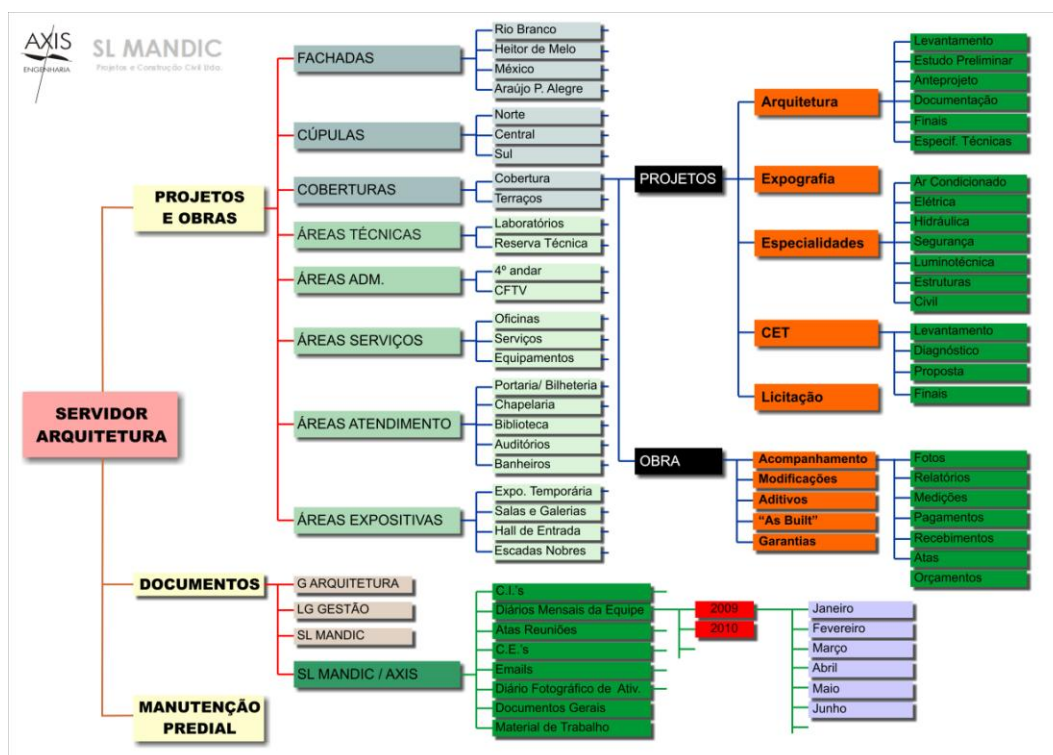 AXIS
ENGENHARIA
SL MANDIC
Projetos e Construção Civil Ltda.
SERVIDOR
ARQUITETURA
PROJETOS
E OBRAS
FACHADAS
Rio Branco
Heitor de Melo
México
Araújo P. Alegre
CÚPULAS
Norte
Central
Sul
COBERTURAS
Cobertura
Terraços
ÁREAS TÉCNICAS
Laboratórios
Reserva Técnica
ÁREAS ADM.
4º andar
CFTV
ÁREAS SERVIÇOS
Oficinas
Serviços
Equipamentos
ÁREAS ATENDIMENTO
Portaria/ Bilheteria
Chapelaria
Biblioteca
Auditórios
Banheiros
ÁREAS EXPOSITIVAS
Expo. Temporária
Salas e Galerias
Hall de Entrada
Escadas Nobres
PROJETOS
Arquitetura
Levantamento
Estudo Preliminar
Anteprojeto
Documentação
Finais
Especif. Técnicas
Expografia
Especialidades
Ar Condicionado
Elétrica
Hidráulica
Segurança
Luminotécnica
Estruturas
Civil
CET
Levantamento
Diagnóstico
Proposta
Finais
Licitação
OBRA
Acompanhamento
Modificações
Aditivos
“As Built”
Garantias
Fotos
Relatórios
Medições
Pagamentos
Recebimentos
Atas
Orçamentos
DOCUMENTOS
G ARQUITETURA
LG GESTÃO
SL MANDIC
SL MANDIC / AXIS
C.I.'s
Diários Mensais da Equipe
Atas Reuniões
C.E.'s
Emails
Diário Fotográfico de Ativ.
Documentos Gerais
Material de Trabalho
2009
2010
Janeiro
Fevereiro
Março
Abril
Maio
Junho
MANUTENÇÃO
PREDIAL